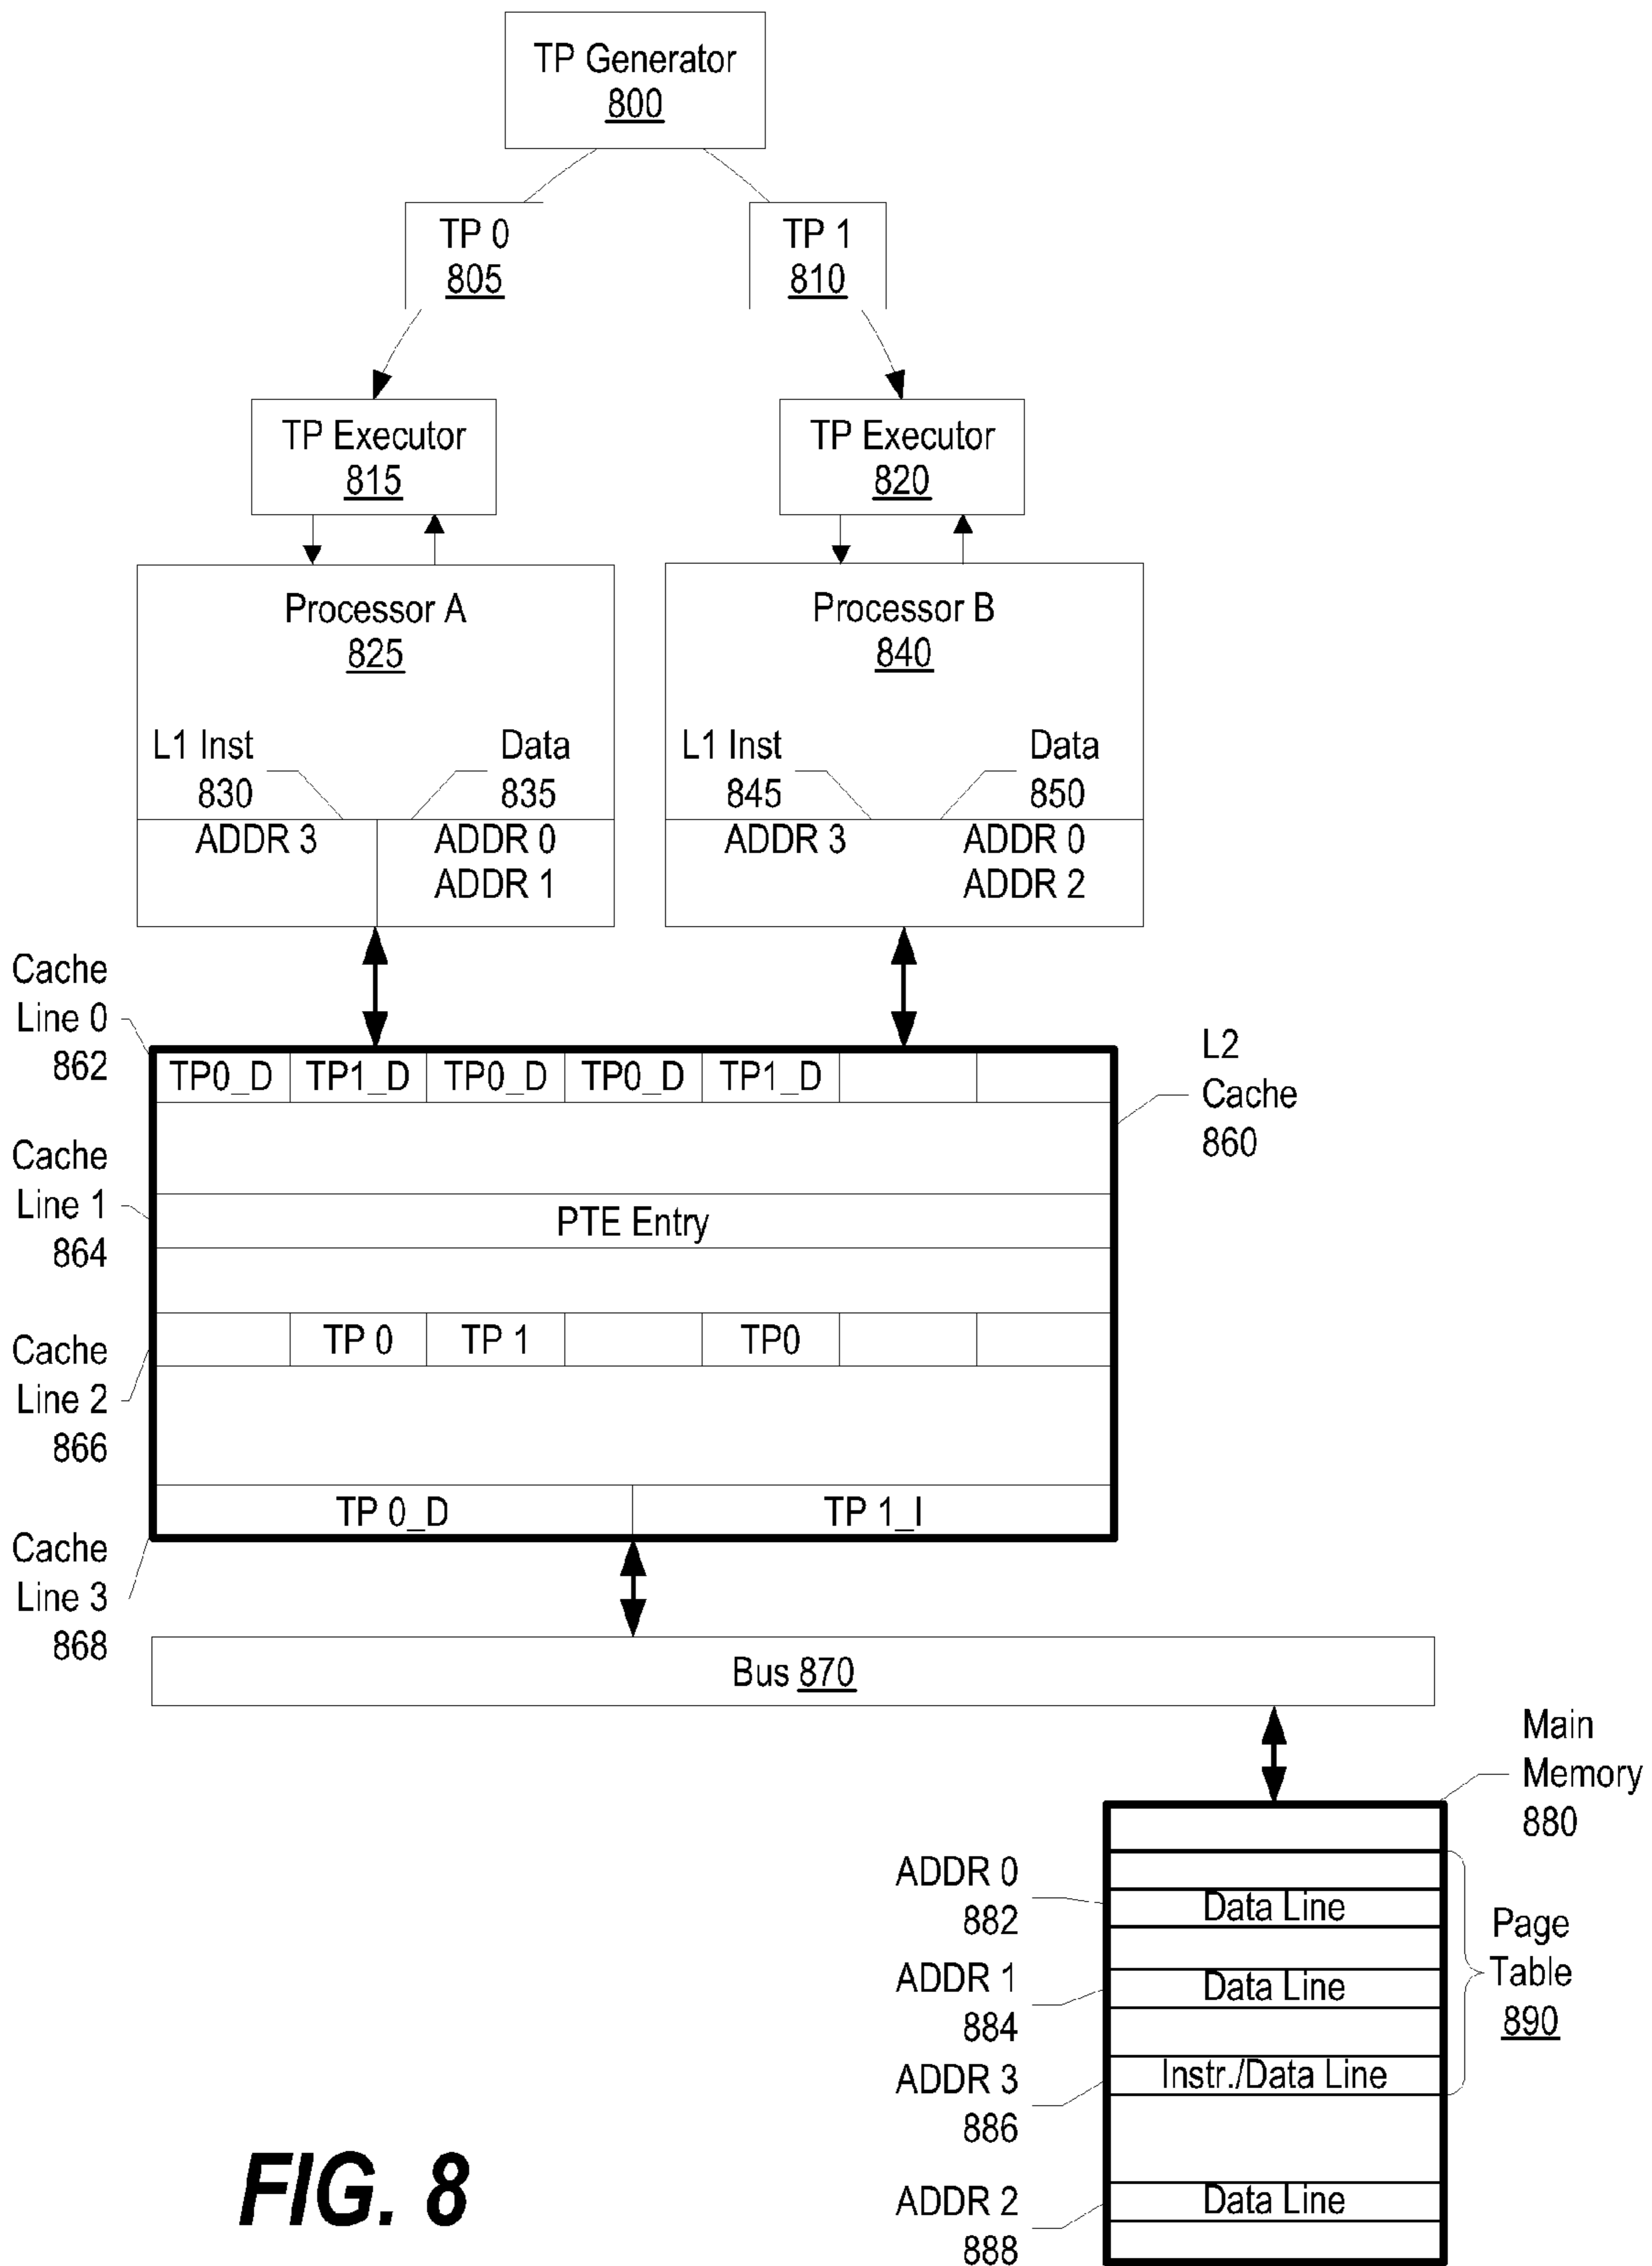 TP Generator
800
TP 0
805
TP 1
810
TP Executor
815
TP Executor
820
Processor A
825
L1 Inst
830
Data
835
ADDR 3
ADDR 0
ADDR 1
Processor B
840
L1 Inst
845
Data
850
ADDR 3
ADDR 0
ADDR 2
Cache
Line 0
862
TP0_D TP1_D TP0_D TP0_D TP1_D
L2
Cache
860
Cache
Line 1
864
PTE Entry
Cache
Line 2
866
TP 0 TP 1 TP0
Cache
Line 3
868
TP 0_D TP 1_I
Bus 870
Main
Memory
880
ADDR 0
882
Data Line
ADDR 1
884
Data Line
Page
Table
890
ADDR 3
886
Instr./Data Line
ADDR 2
888
Data Line
FIG. 8